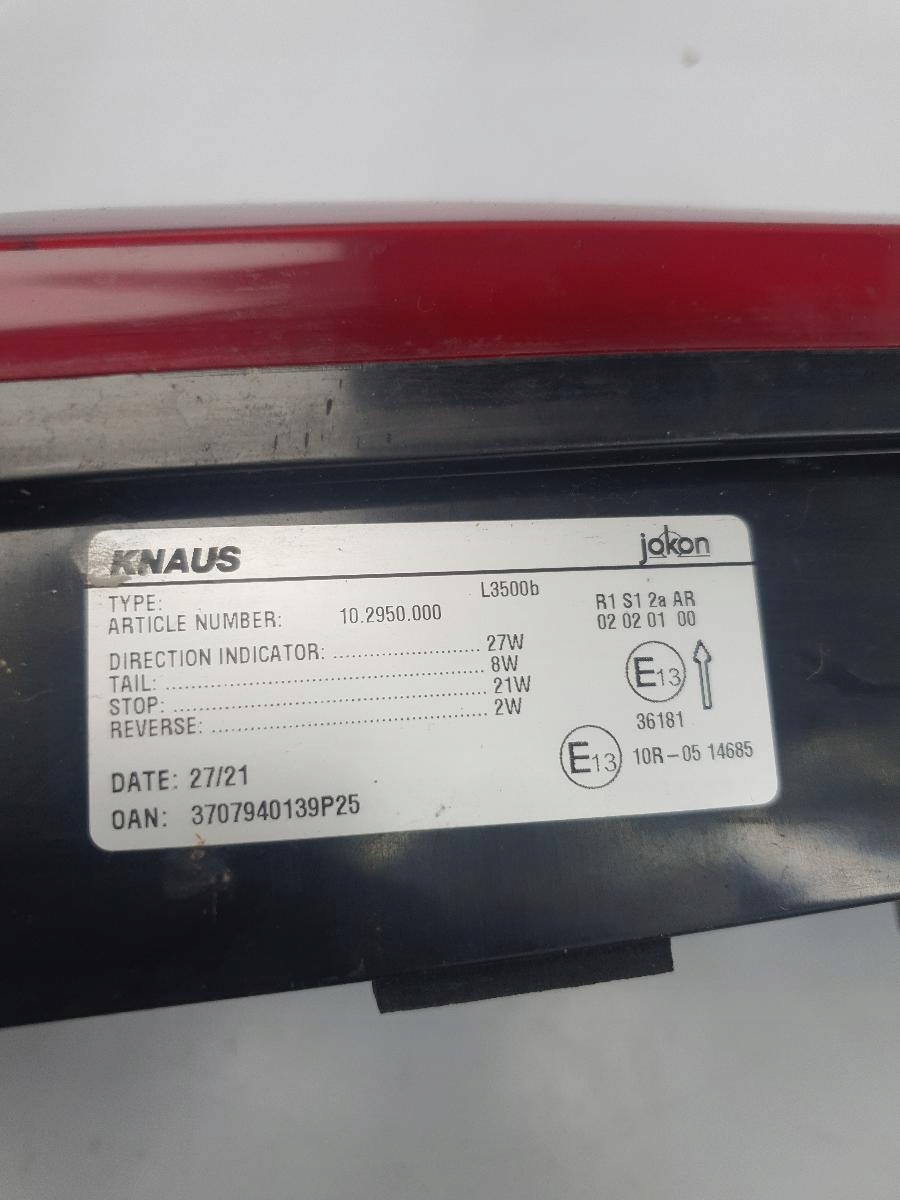 KNAUS jokon
TYPE: L3500b
ARTICLE NUMBER: 10.2950.000
DIRECTION INDICATOR: ........................ 27W
TAIL: ........................................................ 8W
STOP: ....................................................... 21W
REVERSE: ................................................ 2W
DATE: 27/21
OAN: 3707940139P25
R1 S1 2a AR
02 02 01 00
E13
36181
E13 10R-05 14685